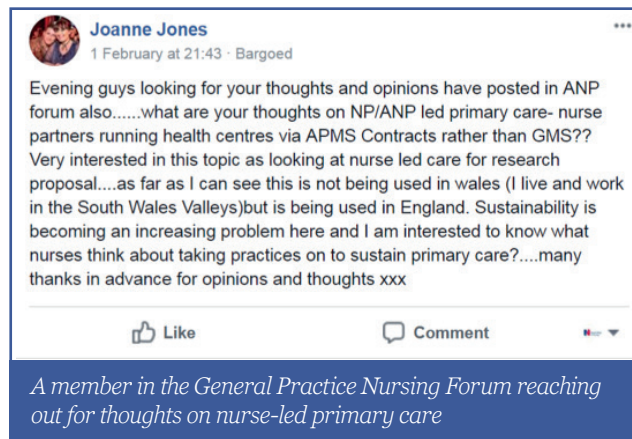 Joanne Jones
1 February at 21:43 · Bargoed
Evening guys looking for your thoughts and opinions have posted in ANP
forum also......what are your thoughts on NP/ANP led primary care- nurse
partners running health centres via APMS Contracts rather than GMS??
Very interested in this topic as looking at nurse led care for research
proposal....as far as I can see this is not being used in wales (I live and work
in the South Wales Valleys)but is being used in England. Sustainability is
becoming an increasing problem here and I am interested to know what
nurses think about taking practices on to sustain primary care?....many
thanks in advance for opinions and thoughts xxx
Like Comment
A member in the General Practice Nursing Forum reaching
out for thoughts on nurse-led primary care